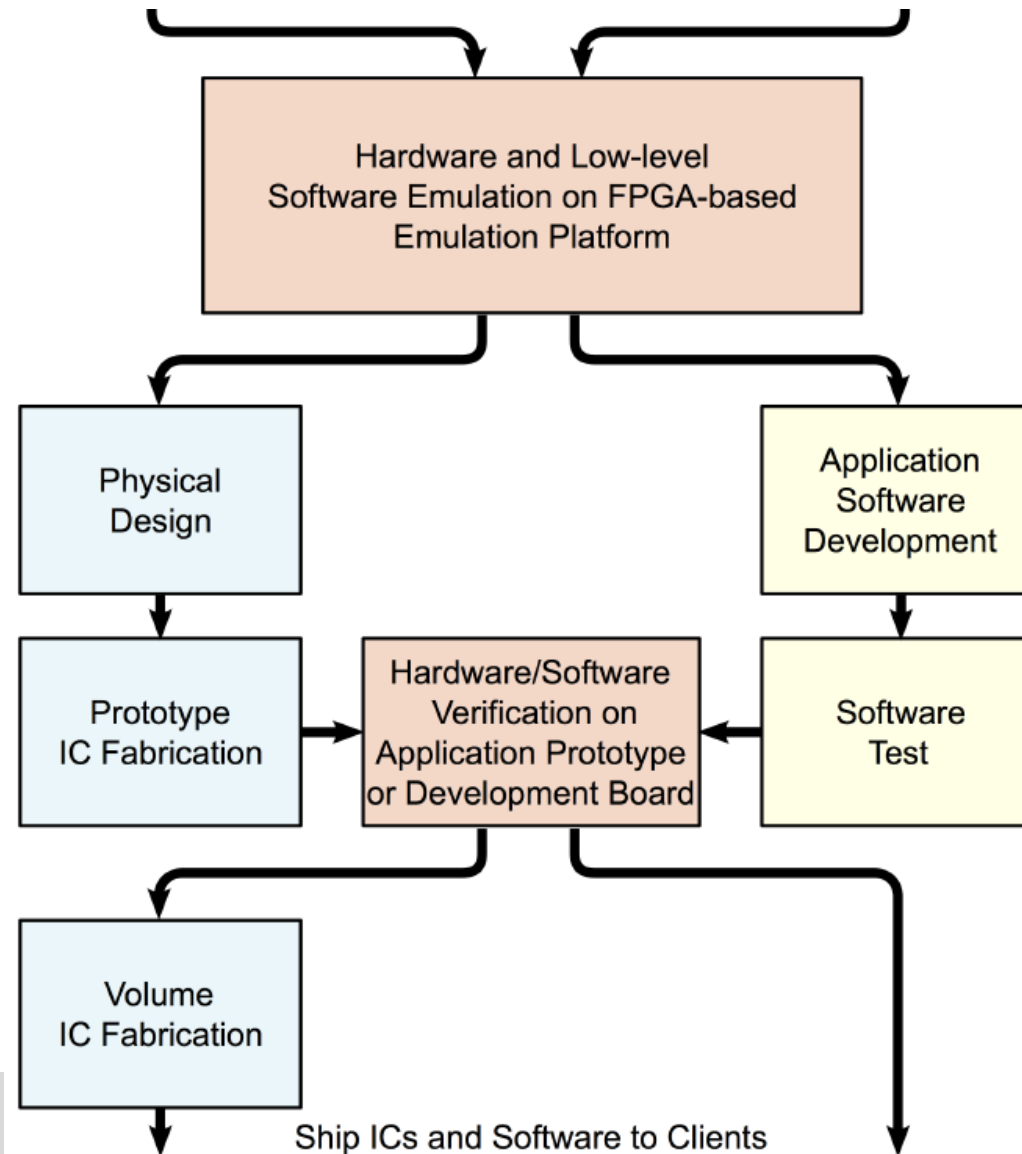 Hardware and Low-level
Software Emulation on FPGA-based
Emulation Platform
Physical
Design
Application
Software
Development
Prototype
IC Fabrication
Hardware/Software
Verification on
Application Prototype
or Development Board
Software
Test
Volume
IC Fabrication
Ship ICs and Software to Clients